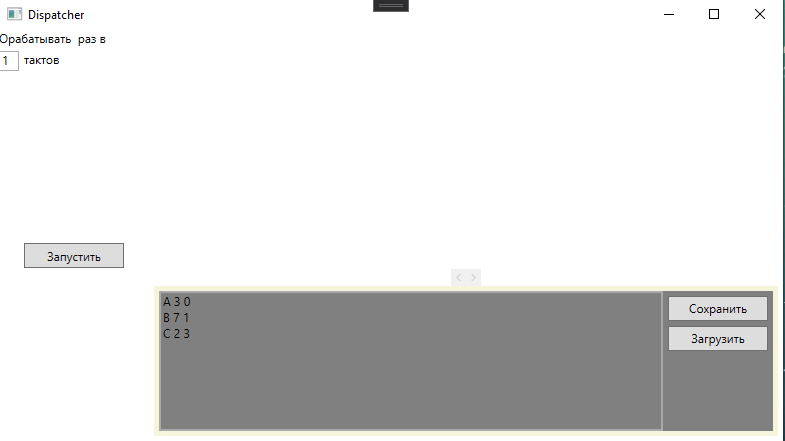 Dispatcher
Орабатывать раз в
1 тактов
Запустить
A 3 0
B 7 1
C 2 3
Сохранить
Загрузить